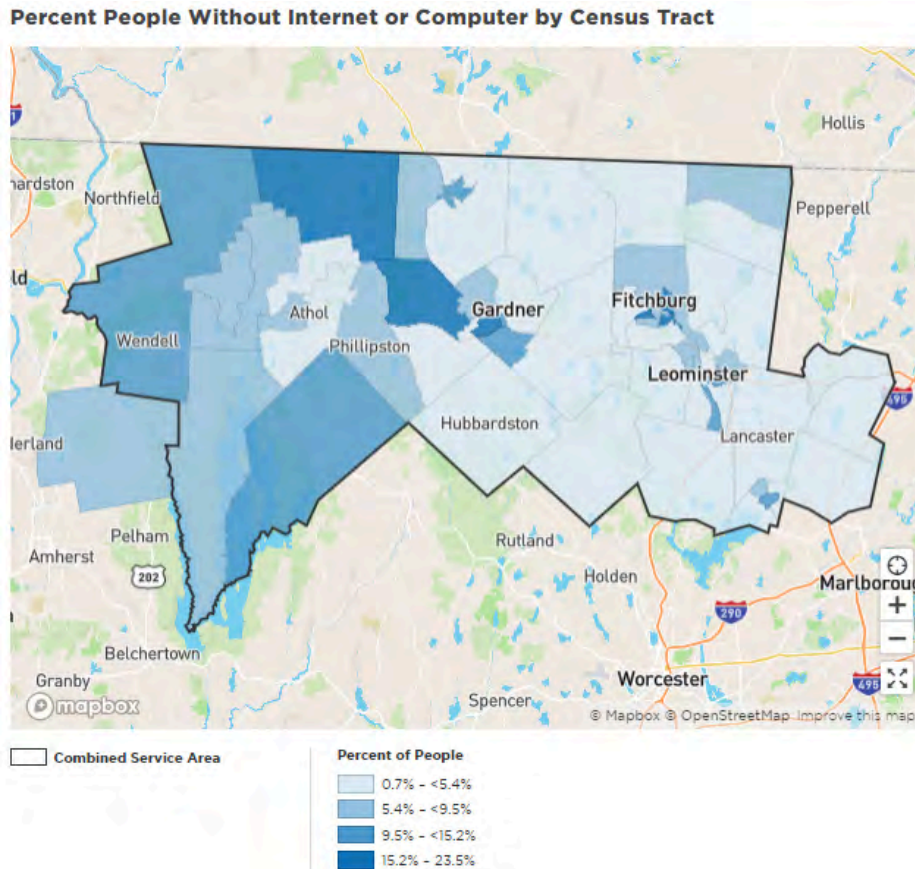 Percent People Without Internet or Computer by Census Tract
Hollis
Northfield
Pepperell
Gardner
Fitchburg
Athol
Wendell
Phillipston
Leominster
495
Hubbardston
Lancaster
Pelham
Rutland
Amherst
202
Holden
290
+
−
Belchertown
Granby
Worcester
495
Spencer
mapbox
© Mapbox © OpenStreetMap Improve this map
Combined Service Area
Percent of People
0.7% - <5.4%
5.4% - <9.5%
9.5% - <15.2%
15.2% - 23.5%